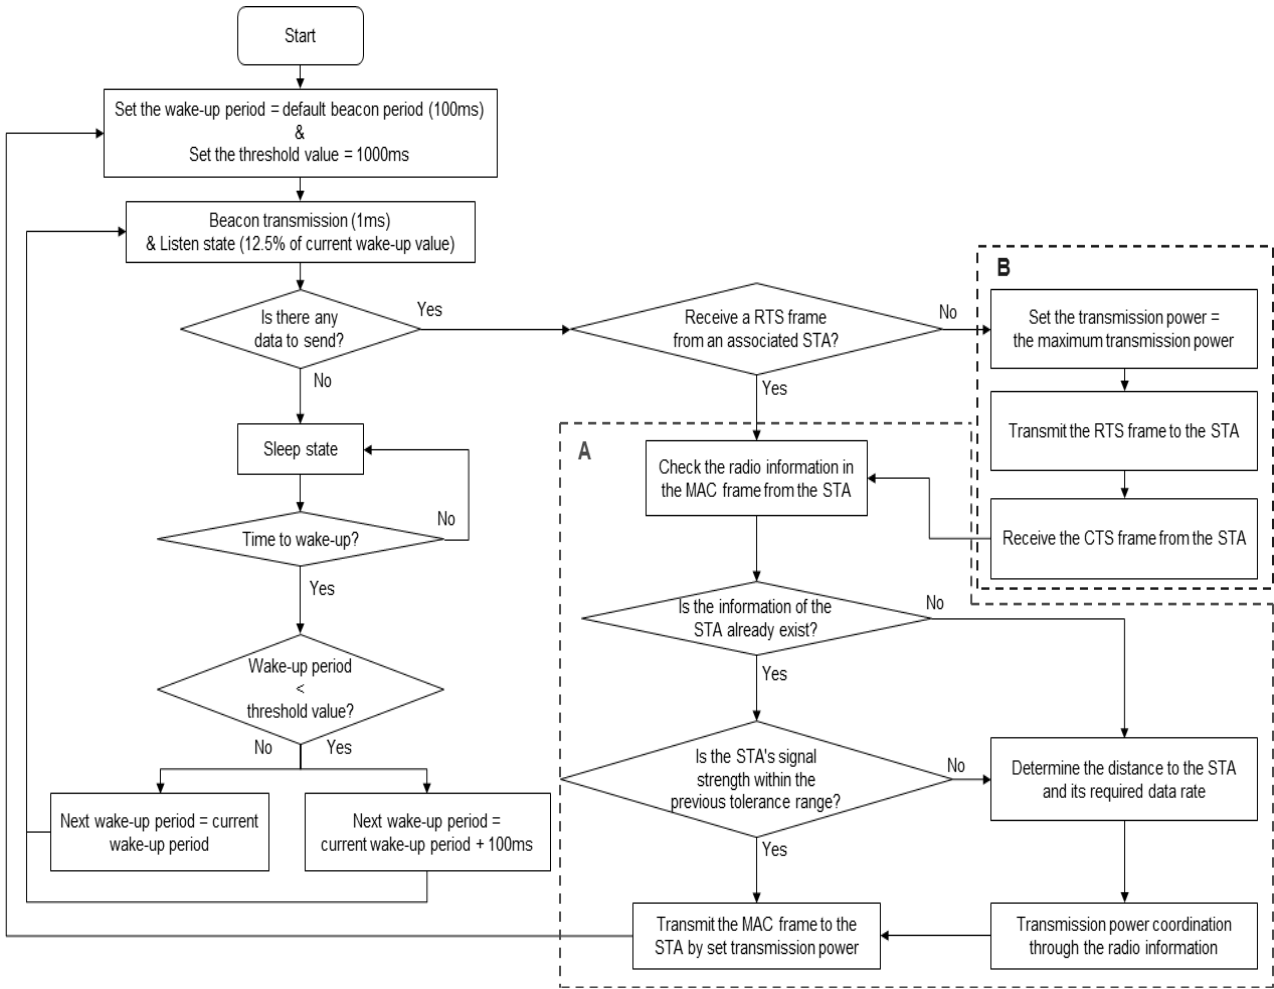 Start
Set the wake-up period = default beacon period (100ms)
&
Set the threshold value = 1000ms
Beacon transmission (1ms)
& Listen state (12.5% of current wake-up value)
Is there any
data to send?
Yes
No
Sleep state
Time to wake-up?
No
Yes
Wake-up period
<
threshold value?
No
Yes
Next wake-up period = current
wake-up period
Next wake-up period =
current wake-up period + 100ms
Receive a RTS frame
from an associated STA?
No
Yes
B
Set the transmission power =
the maximum transmission power
Transmit the RTS frame to the STA
Receive the CTS frame from the STA
A
Check the radio information in
the MAC frame from the STA
Is the information of the
STA already exist?
No
Yes
Is the STA's signal
strength within the
previous tolerance range?
No
Yes
Determine the distance to the STA
and its required data rate
Transmission power coordination
through the radio information
Transmit the MAC frame to the
STA by set transmission power